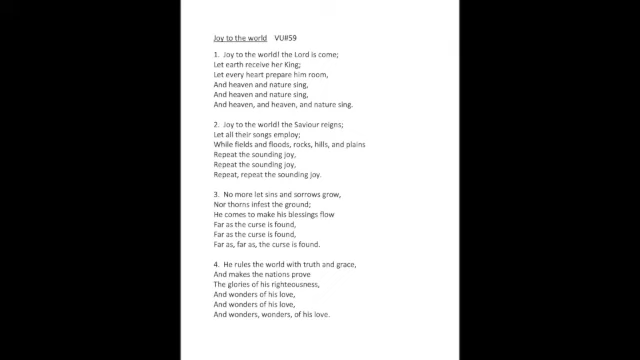 Joy to the world VU#59
1. Joy to the world! the Lord is come;
Let earth receive her King;
Let every heart prepare him room,
And heaven and nature sing,
And heaven and nature sing,
And heaven, and heaven, and nature sing.
2. Joy to the world! the Saviour reigns;
Let all their songs employ;
While fields and floods, rocks, hills, and plains
Repeat the sounding joy,
Repeat the sounding joy,
Repeat, repeat the sounding joy.
3. No more let sins and sorrows grow,
Nor thorns infest the ground;
He comes to make his blessings flow
Far as the curse is found,
Far as the curse is found,
Far as, far as, the curse is found.
4. He rules the world with truth and grace,
And makes the nations prove
The glories of his righteousness,
And wonders of his love,
And wonders of his love,
And wonders, wonders, of his love.